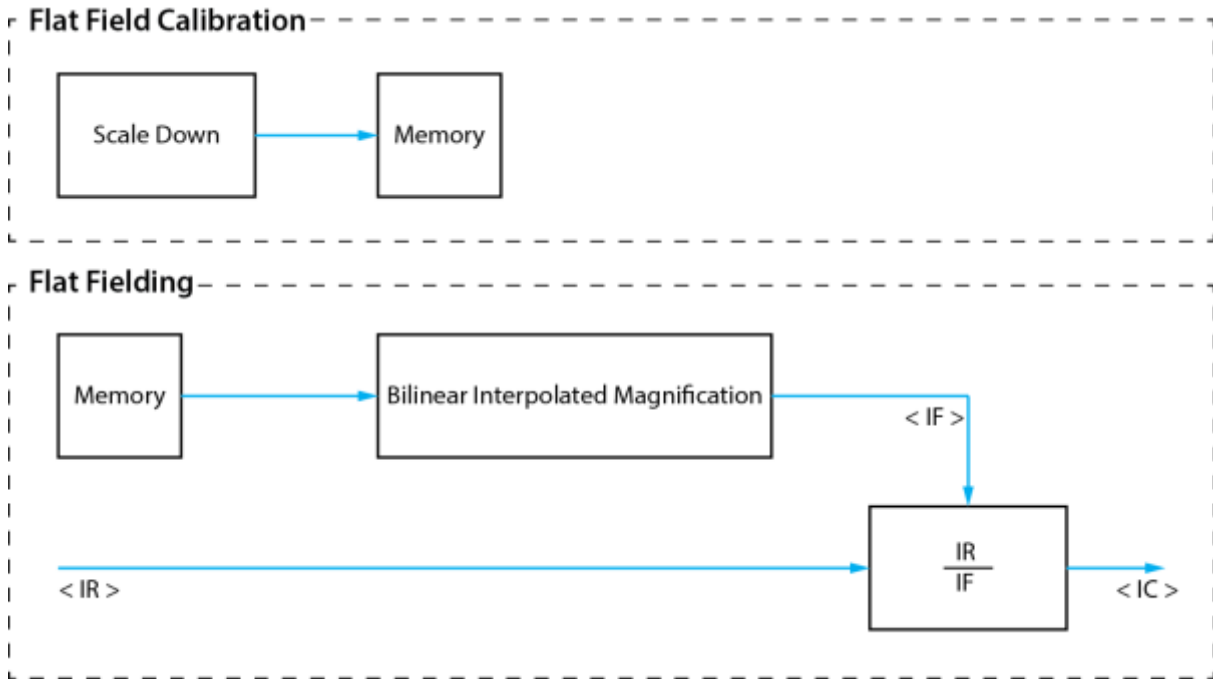 Flat Field Calibration
Scale Down
Memory
Flat Fielding
Memory
Bilinear Interpolated Magnification
< IF >
IR
IF
< IR >
< IC >